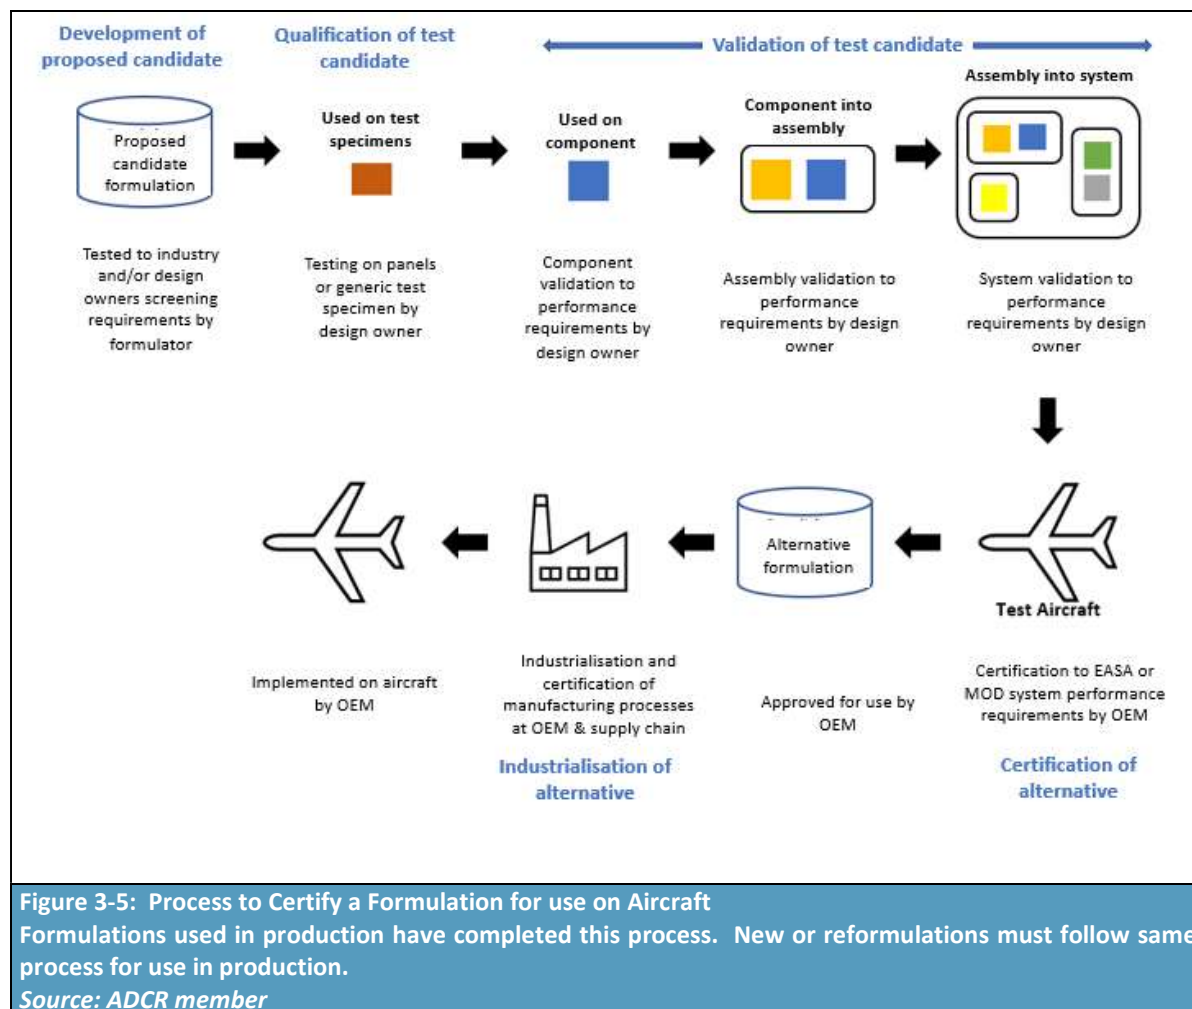 Development of
proposed candidate
Qualification of test
candidate
Validation of test candidate
Proposed
candidate
formulation
Used on test
specimens
Used on
component
Component into
assembly
Assembly into system
Tested to industry
and/or design
owners screening
requirements by
formulator
Testing on panels
or generic test
specimen by
design owner
Component
validation to
performance
requirements by
design owner
Assembly validation to
performance
requirements by design
owner
System validation to
performance
requirements by design
owner
Alternative
formulation
Test Aircraft
Implemented on aircraft
by OEM
Industrialisation and
certification of
manufacturing processes
at OEM & supply chain
Approved for use by
OEM
Certification to EASA or
MOD system performance
requirements by OEM
Industrialisation of
alternative
Certification of
alternative
Figure 3-5: Process to Certify a Formulation for use on Aircraft
Formulations used in production have completed this process. New or reformulations must follow same
process for use in production.
Source: ADCR member